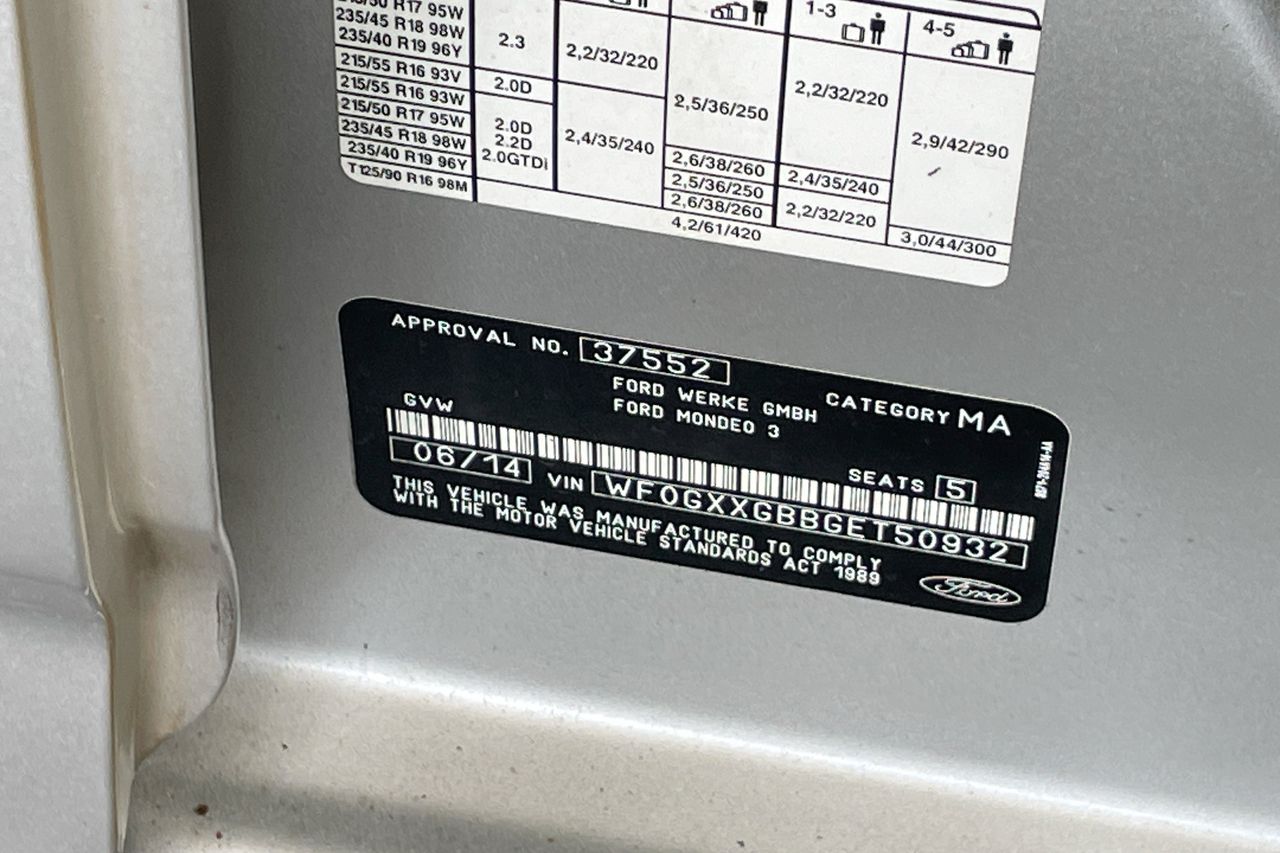 R17 95W
235/45 R18 98W
235/40 R19 96Y
2.3
2,2/32/220
2,5/36/250
1-3
2,2/32/220
4-5
2,9/42/290
215/55 R16 93V
2.0D
215/55 R16 93W
215/50 R17 95W
235/45 R18 98W
235/40 R19 96Y
2.0D
2.2D
2.0GTDi
2,4/35/240
2,6/38/260
2,4/35/240
2,5/36/250
2,6/38/260
2,2/32/220
3,0/44/300
T125/90 R16 98M
4,2/61/420
APPROVAL NO. 37552
FORD WERKE GMBH
CATEGORY MA
FORD MONDEO 3
GVW
SEATS 5
06/14 VIN WF0GXXGBBGET50932
THIS VEHICLE WAS MANUFACTURED TO COMPLY
WITH THE MOTOR VEHICLE STANDARDS ACT 1989
Ford